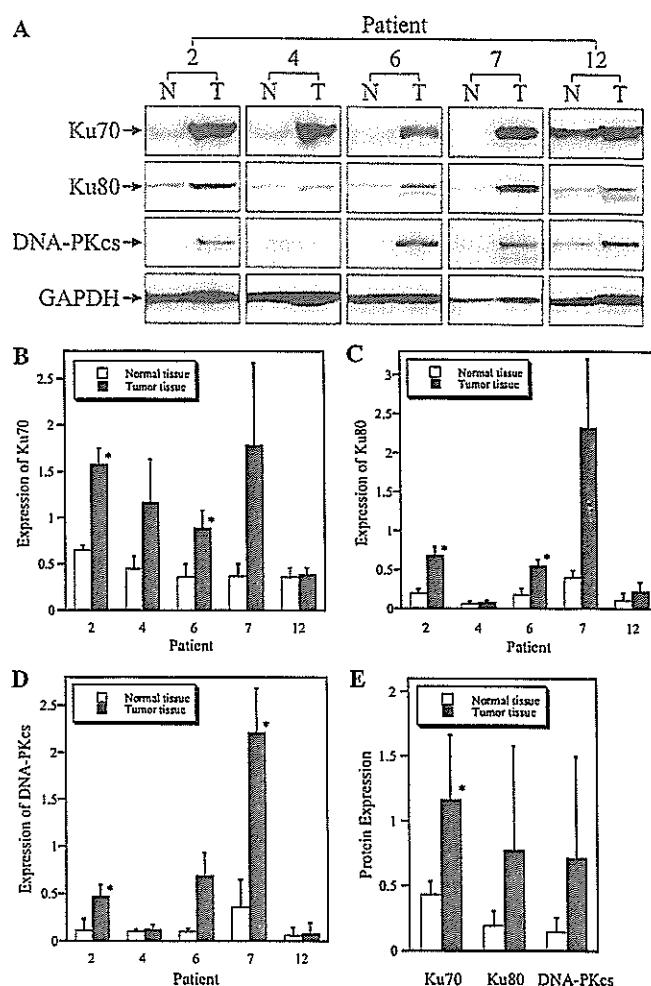 A
Patient
2 4 6 7 12
N T N T N T N T N T
Ku70
Ku80
DNA-PKcs
GAPDH
B
Normal tissue
Tumor tissue
Expression of Ku70
2.5
2
1.5
1
0.5
0
2 4 6 7 12
Patient
*
*
C
Normal tissue
Tumor tissue
Expression of Ku80
3
2.5
2
1.5
1
0.5
0
2 4 6 7 12
Patient
*
*
D
Normal tissue
Tumor tissue
Expression of DNA-PKcs
2.5
2
1.5
1
0.5
0
2 4 6 7 12
Patient
*
*
E
Normal tissue
Tumor tissue
Protein Expression
2
1.5
1
0.5
0
Ku70 Ku80 DNA-PKcs
*